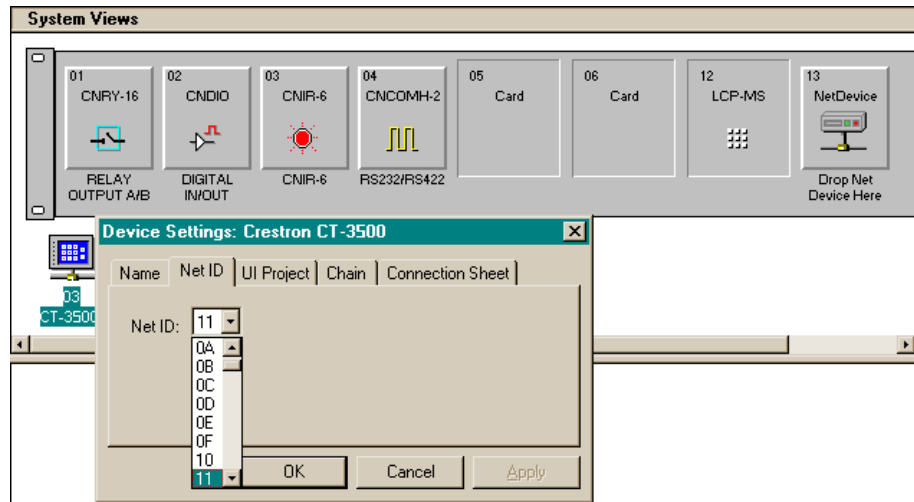 System Views
01
CNRY-16
RELAY
OUTPUT A/B
02
CNDIO
DIGITAL
IN/OUT
03
CNIR-6
CNIR-6
04
CNCOMH-2
RS232/RS422
05
Card
06
Card
12
LCP-MS
13
NetDevice
Drop Net
Device Here
03
CT-3500
Device Settings: Crestron CT-3500
Name
Net ID
UI Project
Chain
Connection Sheet
Net ID:
11
0A
0B
0C
0D
0E
0F
10
11
OK
Cancel
Apply